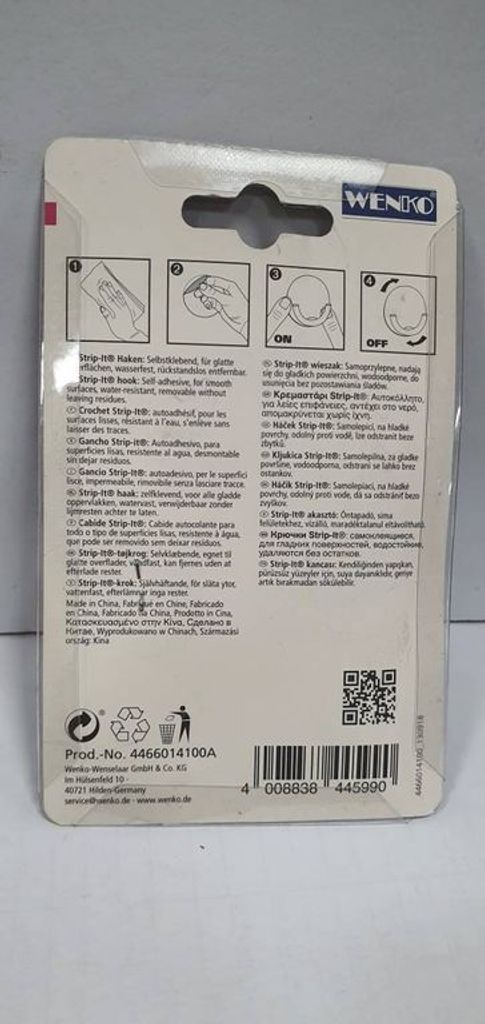 WENKO
1
2
3
4
ON
OFF
Strip-It® Haken: Selbstklebend, für glatte
Oberflächen, wasserfest, rückstandslos entfernbar.
Strip-It® hook: Self-adhesive, for smooth
surfaces, water-resistant, removable without
leaving residues.
Crochet Strip-It®: autoadhésif, pour les
surfaces lisses, résistant à l'eau, s'enlève sans
laisser des traces.
Gancho Strip-It®: Autoadhesivo, para
superficies lisas, resistente al agua, desmontable
sin dejar residuos.
Gancio Strip-It®: autoadesivo, per le superfici
lisce, impermeabile, rimovibile senza lasciare tracce.
Strip-It® haak: zelfklevend, voor alle gladde
oppervlakken, watervast, verwijderbaar zonder
lijmresten achter te laten.
Cabide Strip-It®: Cabide autocolante para
todo o tipo de superfícies lisas, resistente à água,
que pode ser removido sem deixar resíduos.
Strip-It®-tøjkrog: Selvklæbende, egnet til
glatte overflader, vandfast, kan fjernes uden at
efterlade rester.
Strip-It®-krok: Självhäftande, för släta ytor,
vattenfast, efterlämnar inga rester.
Made in China, Fabriqué en Chine, Fabricado
en China, Fabricado na China, Prodotto in Cina,
Κατασκευασμένο στην Κίνα, Сделано в
Китае, Wyprodukowano w Chinach, Származási
ország: Kína
Strip-It® wieszak: Samoprzylepne, nadają
się do gładkich powierzchni, wodoodporne, do
usunięcia bez pozostawiania śladów.
Κρεμαστάρι Strip-It®: Αυτοκόλλητο,
για λείες επιφάνειες, αντέχει στο νερό,
απομακρύνεται χωρίς ίχνη.
Háček Strip-It®: Samolepicí, na hladké
povrchy, odolný proti vodě, lze odstranit beze
zbytků.
Kljukica Strip-It®: Samolepilna, za gladke
površine, vodoodporna, odstrani se lahko brez
ostankov.
Háčik Strip-It®: Samolepiaci, na hladké
povrchy, odolný proti vode, dá sa odstrániť bezo
zvyškov.
Strip-It® akasztó: Öntapadó, sima
felületekhez, vízálló, maradéktalanul eltávolítható.
Крючки Strip-It®: самоклеящиеся,
для гладких поверхностей, водостойкие,
удаляются без остатков.
Strip-It® kancası: Kendiliğinden yapışkan,
pürüzsüz yüzeyler için, suya dayanıklıdır, geriye
artık bırakmadan sökülebilir.
Prod.-No. 4466014100A
Wenko-Wenselaar GmbH & Co. KG
Im Hülsenfeld 10 -
40721 Hilden-Germany
service@wenko.de - www.wenko.de
4 008838 445990
4466014100_130918